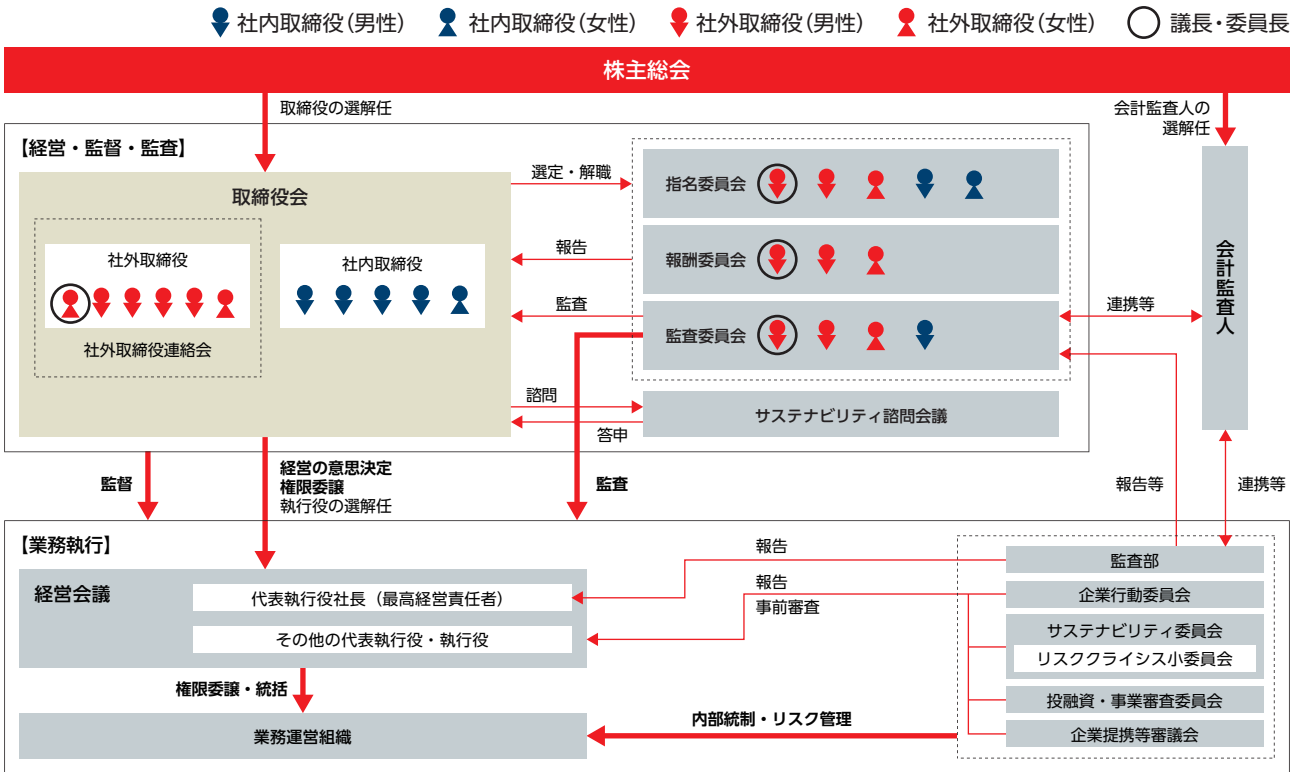 社内取締役(男性)
社内取締役(女性)
社外取締役(男性)
社外取締役(女性)
議長・委員長
株主総会
取締役の選解任
会計監査人の
選解任
【経営・監督・監査】
取締役会
社外取締役
社外取締役連絡会
社内取締役
選定・解職
報告
監査
諮問
答申
指名委員会
報酬委員会
監査委員会
サステナビリティ諮問会議
連携等
会計監査人
監督
経営の意思決定
権限委譲
執行役の選解任
監査
報告等
連携等
【業務執行】
経営会議
代表執行役社長（最高経営責任者）
その他の代表執行役・執行役
報告
報告
事前審査
監査部
企業行動委員会
サステナビリティ委員会
リスククライシス小委員会
投融資・事業審査委員会
企業提携等審議会
権限委譲・統括
内部統制・リスク管理
業務運営組織